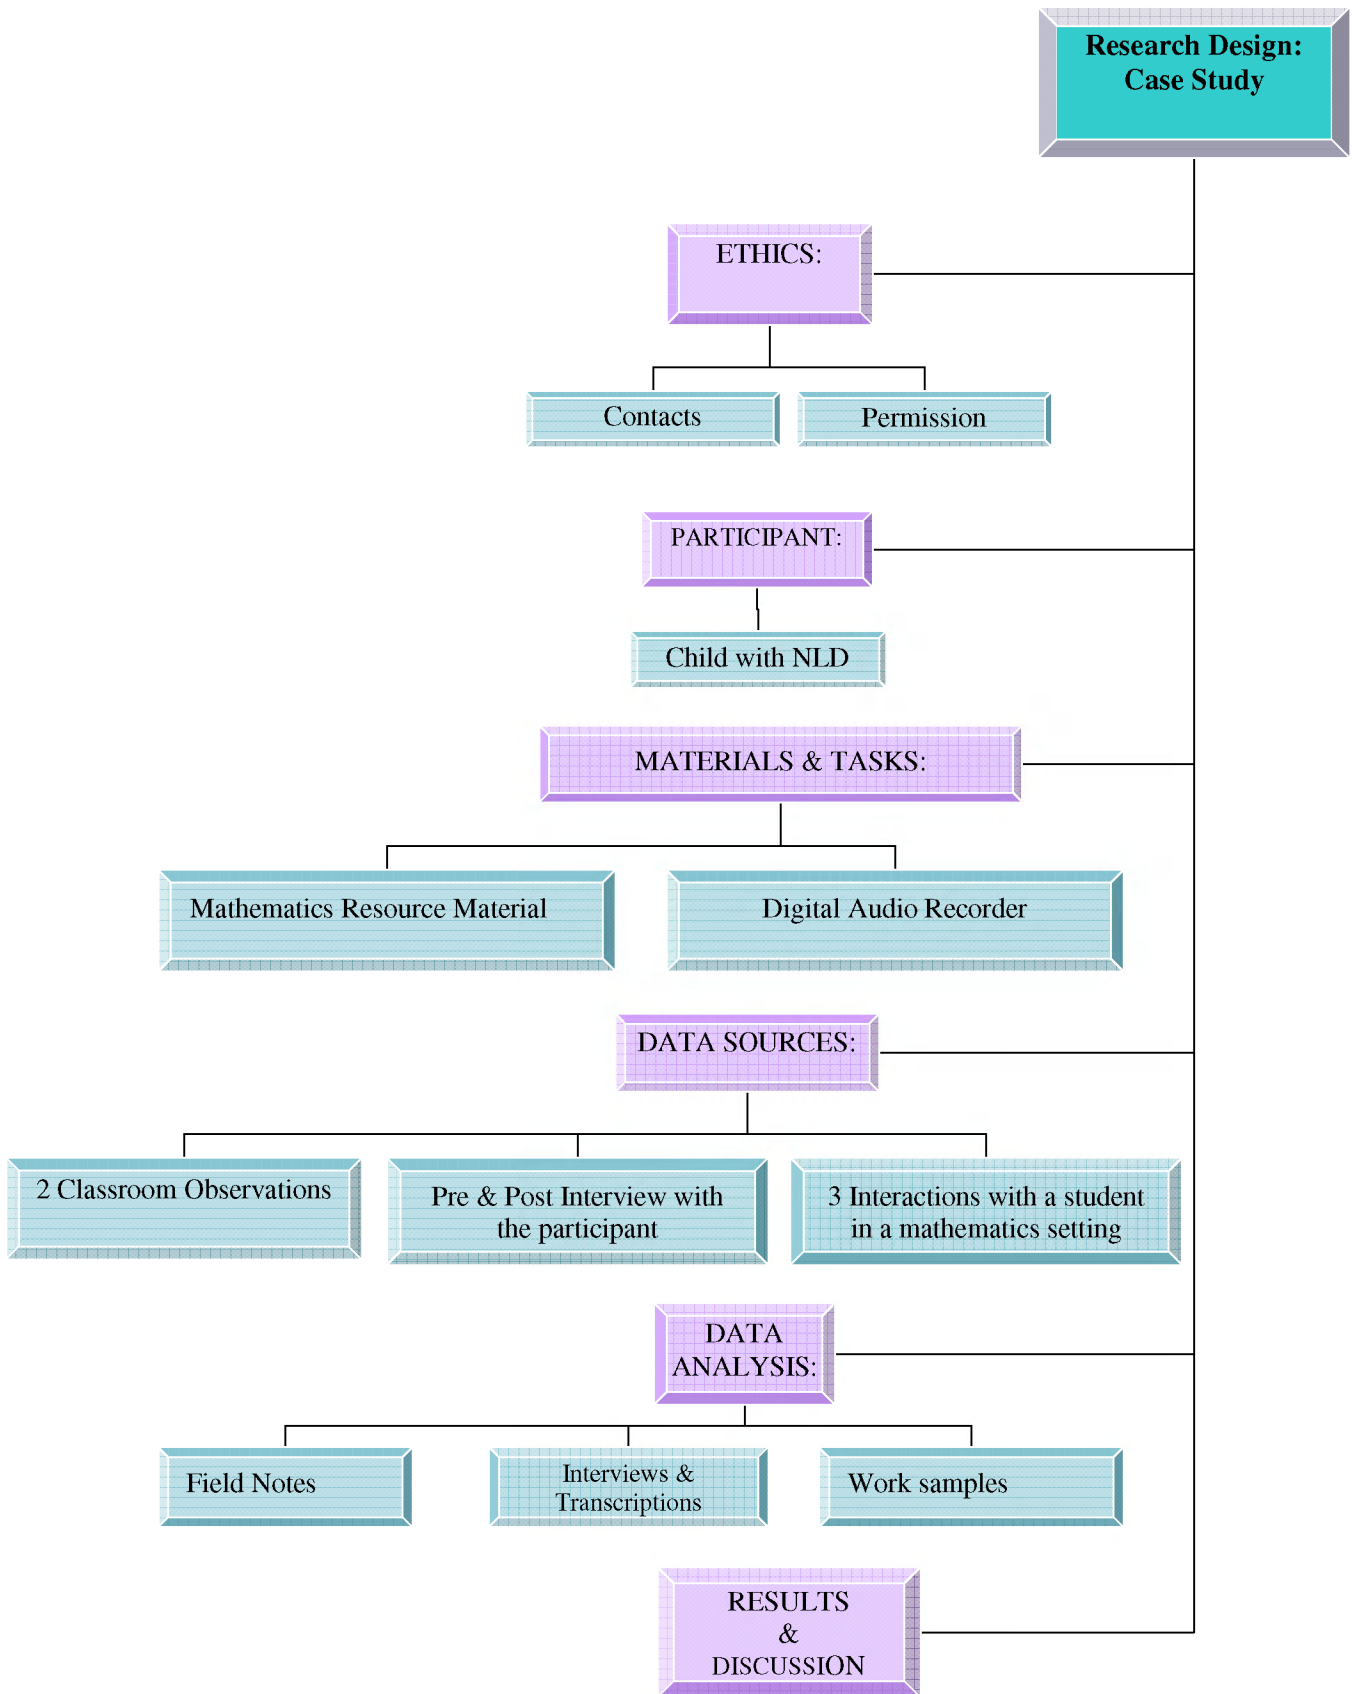 Research Design:
Case Study
ETHICS:
Contacts
Permission
PARTICIPANT:
Child with NLD
MATERIALS & TASKS:
Mathematics Resource Material
Digital Audio Recorder
DATA SOURCES:
2 Classroom Observations
Pre & Post Interview with
the participant
3 Interactions with a student
in a mathematics setting
DATA
ANALYSIS:
Field Notes
Interviews &
Transcriptions
Work samples
RESULTS
&
DISCUSSION